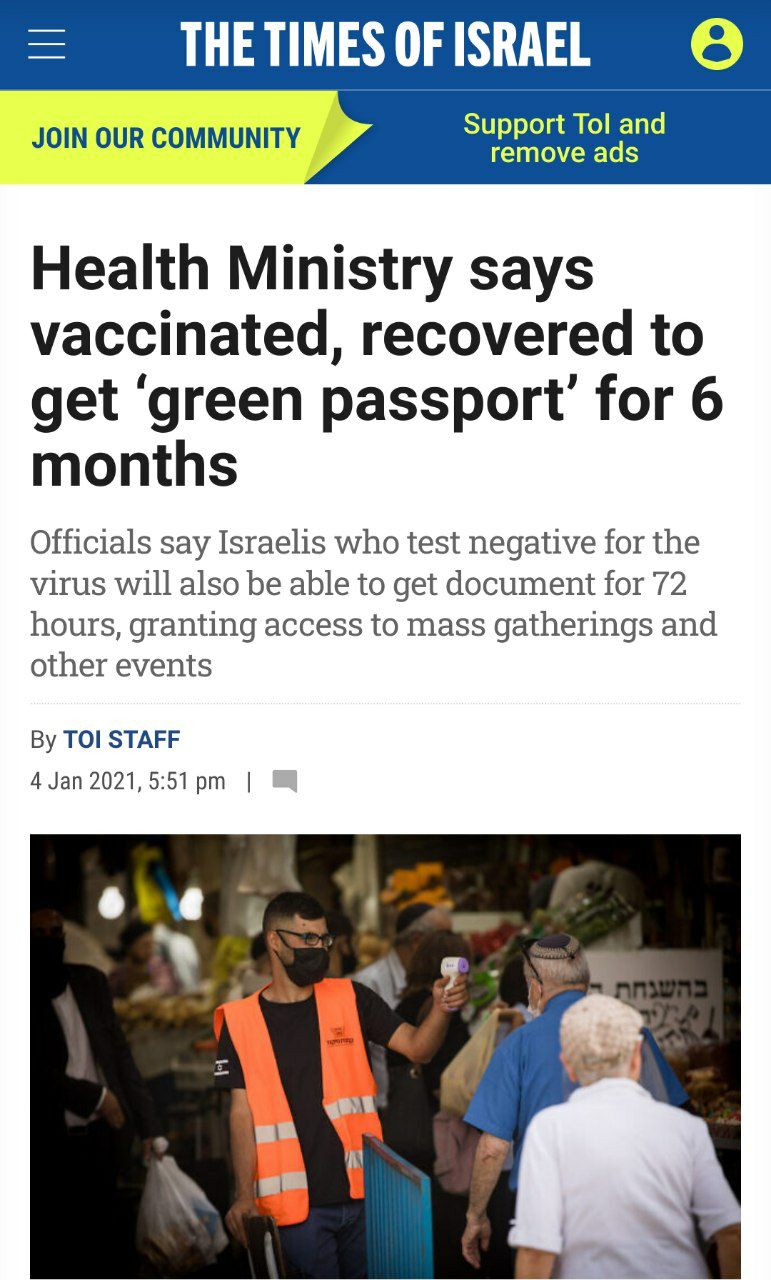 THE TIMES OF ISRAEL
JOIN OUR COMMUNITY
Support ToI and
remove ads
Health Ministry says
vaccinated, recovered to
get ‘green passport’ for 6
months
Officials say Israelis who test negative for the
virus will also be able to get document for 72
hours, granting access to mass gatherings and
other events
By TOI STAFF
4 Jan 2021, 5:51 pm |
בהשגחת